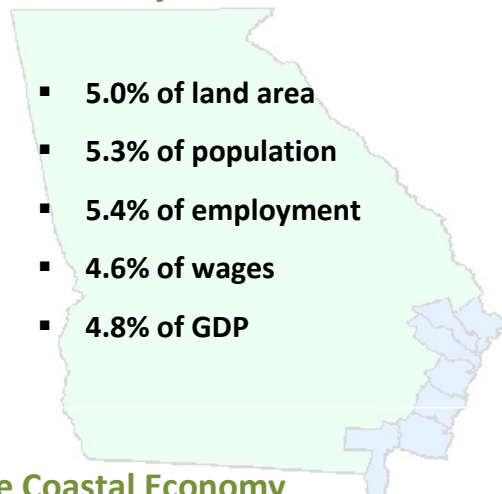 ▪ 5.0% of land area
▪ 5.3% of population
▪ 5.4% of employment
▪ 4.6% of wages
▪ 4.8% of GDP
Coastal Economy